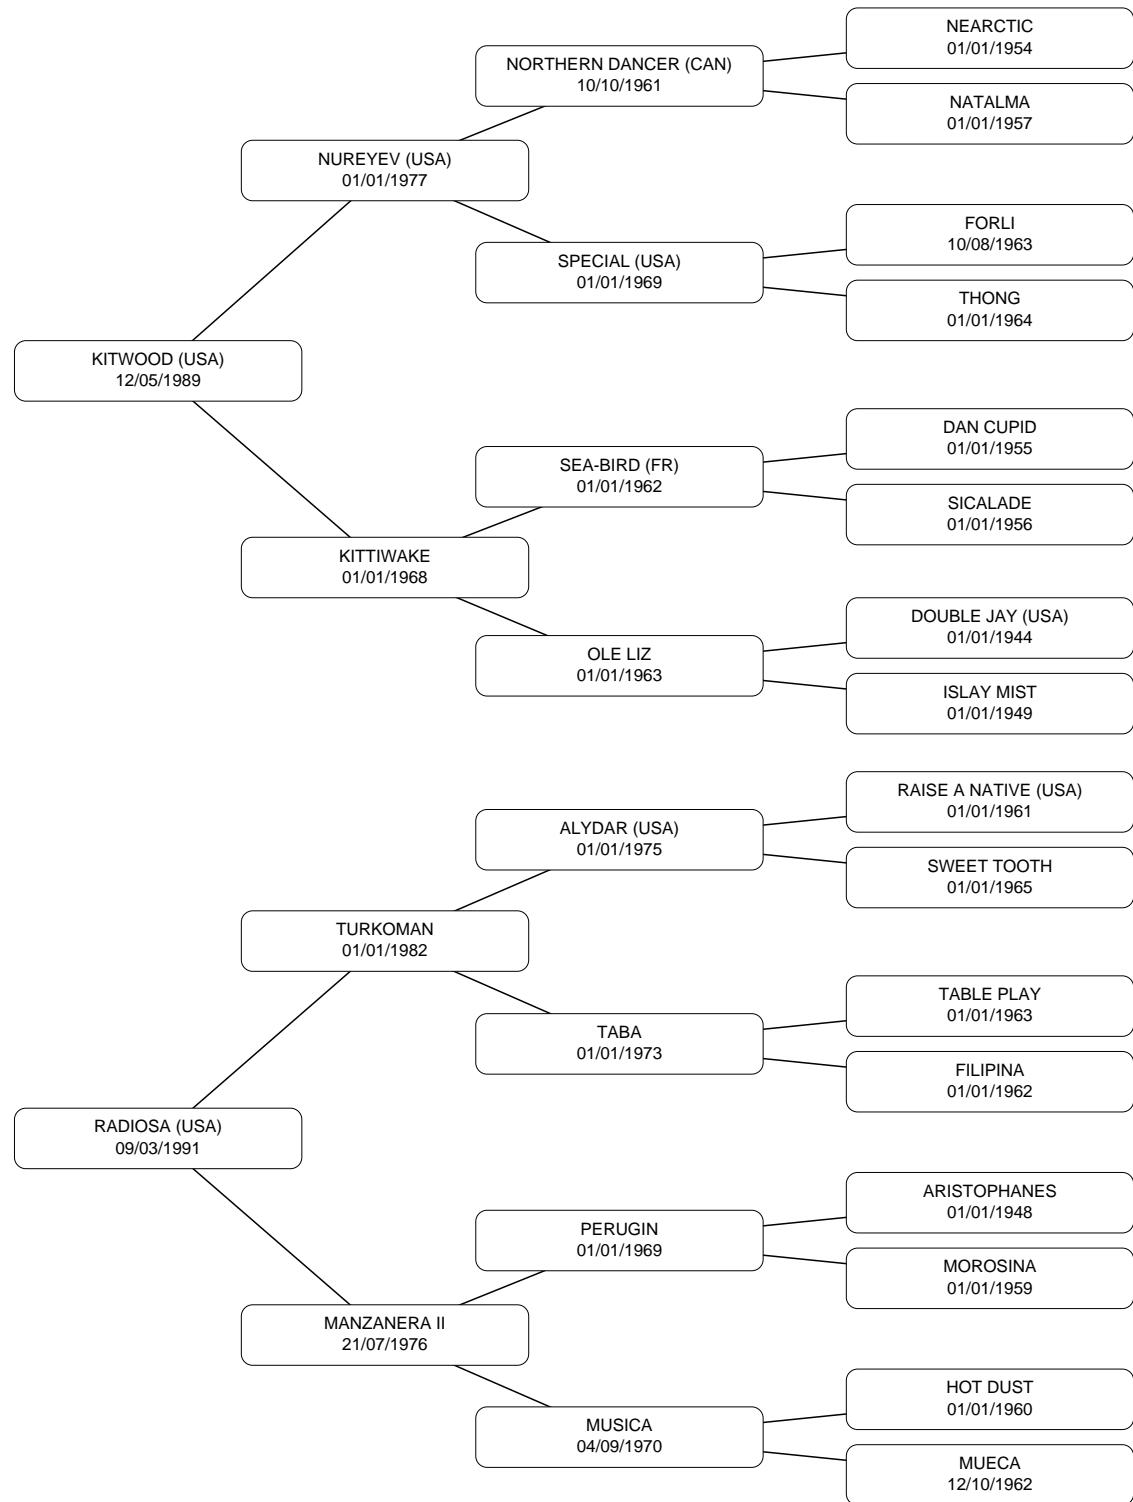 NEARCTIC
01/01/1954
NORTHERN DANCER (CAN)
10/10/1961
NATALMA
01/01/1957
NUREYEV (USA)
01/01/1977
FORLI
10/08/1963
SPECIAL (USA)
01/01/1969
THONG
01/01/1964
KITWOOD (USA)
12/05/1989
DAN CUPID
01/01/1955
SEA-BIRD (FR)
01/01/1962
SICALADE
01/01/1956
KITTIWAKE
01/01/1968
DOUBLE JAY (USA)
01/01/1944
OLE LIZ
01/01/1963
ISLAY MIST
01/01/1949
RAISE A NATIVE (USA)
01/01/1961
ALYDAR (USA)
01/01/1975
SWEET TOOTH
01/01/1965
TURKOMAN
01/01/1982
TABLE PLAY
01/01/1963
TABA
01/01/1973
FILIPINA
01/01/1962
RADIOSA (USA)
09/03/1991
ARISTOPHANES
01/01/1948
PERUGIN
01/01/1969
MOROSINA
01/01/1959
MANZANERA II
21/07/1976
HOT DUST
01/01/1960
MUSICA
04/09/1970
MUECA
12/10/1962